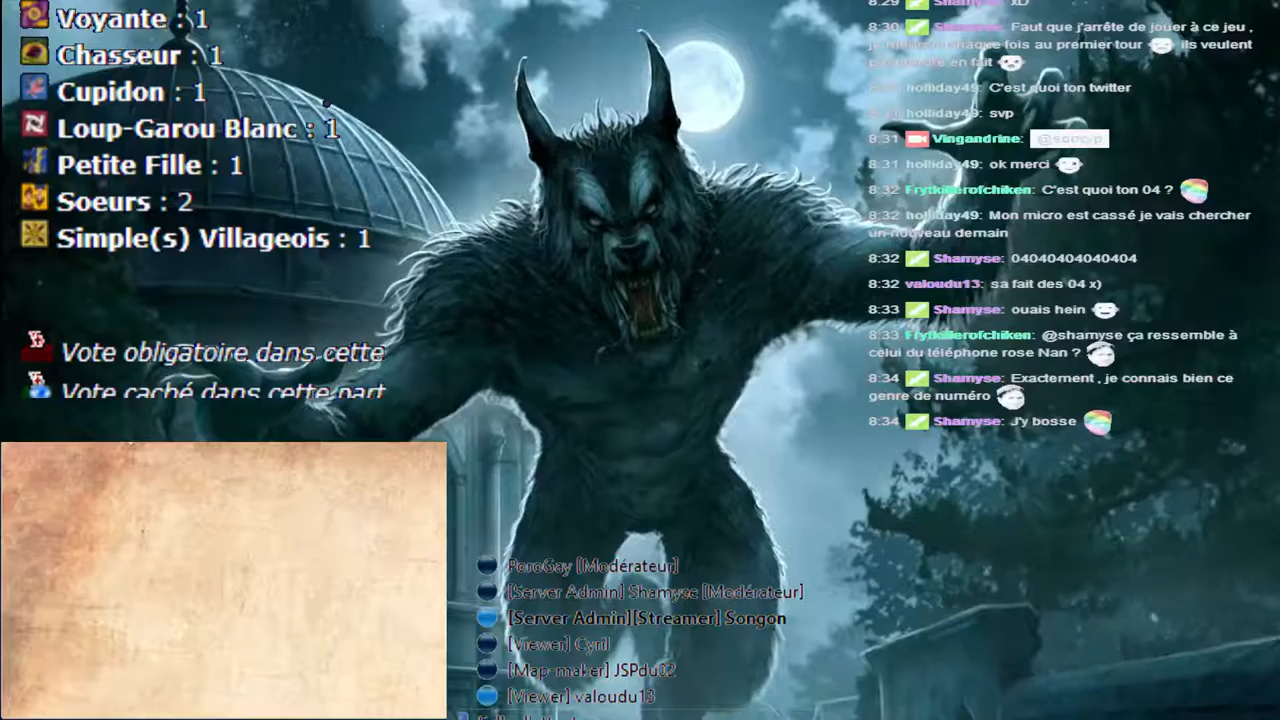 Voyante : 1
Chasseur : 1
Cupidon : 1
Loup-Garou Blanc : 1
Petite Fille : 1
Soeurs : 2
Simple(s) Villageois : 1
Vote obligatoire dans cette
Vote caché dans cette part
8:29 Shamyse: xD
8:30 Shamyse: Faut que j'arrête de jouer à ce jeu ,
je chaque fois au premier tour ils veulent
en fait
holliday49: C'est quoi ton twitter
holliday49: svp
8:31 Vingandrine:
8:31 holliday49: ok merci
8:32 Frytkillerofchiken: C'est quoi ton 04 ?
8:32 holliday49: Mon micro est cassé je vais chercher
un nouveau demain
8:32 Shamyse: 04040404040404
8:32 valoudu13: sa fait des 04 x)
8:33 Shamyse: ouais hein
8:33 Frytkillerofchiken: @shamyse ça ressemble à
celui du téléphone rose Nan ?
8:34 Shamyse: Exactement , je connais bien ce
genre de numéro
8:34 Shamyse: J'y bosse
PoroGay [Modérateur]
[Server Admin] Shamyse [Modérateur]
[Server Admin][Streamer] Songon
[Viewer] Cyril
[Map-maker] JSPdu02
[Viewer] valoudu13